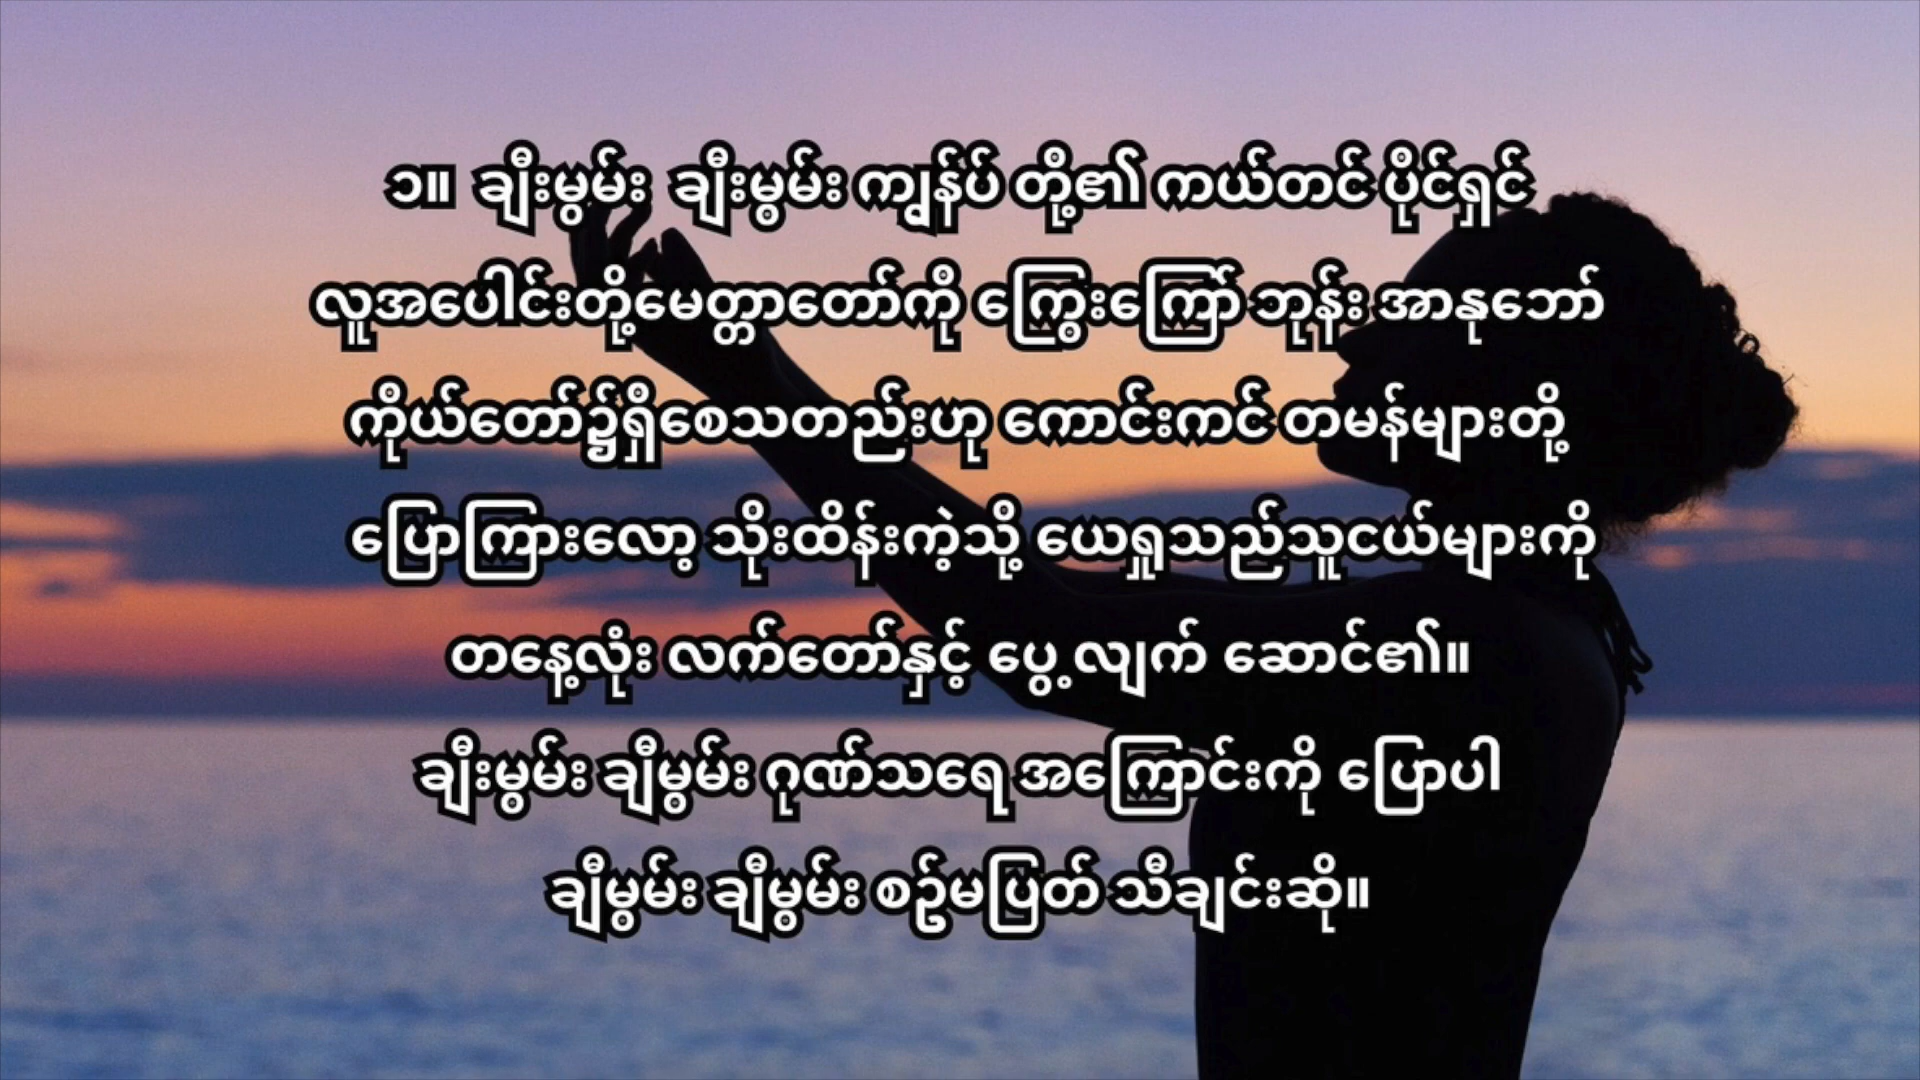 ၁။ ချီးမွမ်း ချီးမွမ်း ကျွန်ုပ် တို့၏ ကယ်တင် ပိုင်ရှင်
လူအပေါင်းတို့မေတ္တာတော်ကို ကြွေးကြော် ဘုန်း အာနုဘော်
ကိုယ်တော်၌ရှိစေသတည်းဟု ကောင်းကင် တမန်များတို့
ပြောကြားလော့ သိုးထိန်းကဲ့သို့ ယေရှုသည်သူငယ်များကို
တနေ့လုံး လက်တော်နှင့် ပွေ့လျက် ဆောင်၏။
ချီးမွမ်း ချီမွမ်း ဂုဏ်သရေ အကြောင်းကို ပြောပါ
ချီမွမ်း ချီမွမ်း စဥ်မပြတ် သီချင်းဆို။